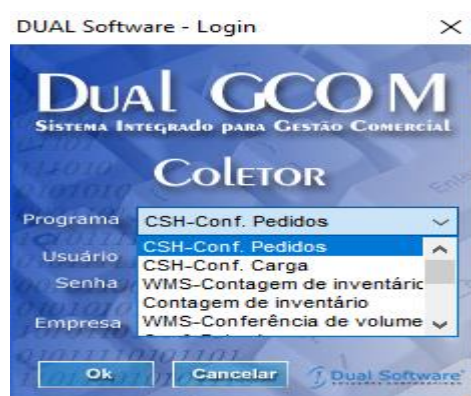 DUAL Software - Login
DUAL GCOM
SISTEMA INTEGRADO PARA GESTÃO COMERCIAL
COLETOR
Programa CSH-Conf. Pedidos
CSH-Conf. Pedidos
Usuário CSH-Conf. Carga
Senha WMS-Contagem de inventáric
Contagem de inventário
Empresa WMS-Conferência de volume
Ok Cancelar Dual Software